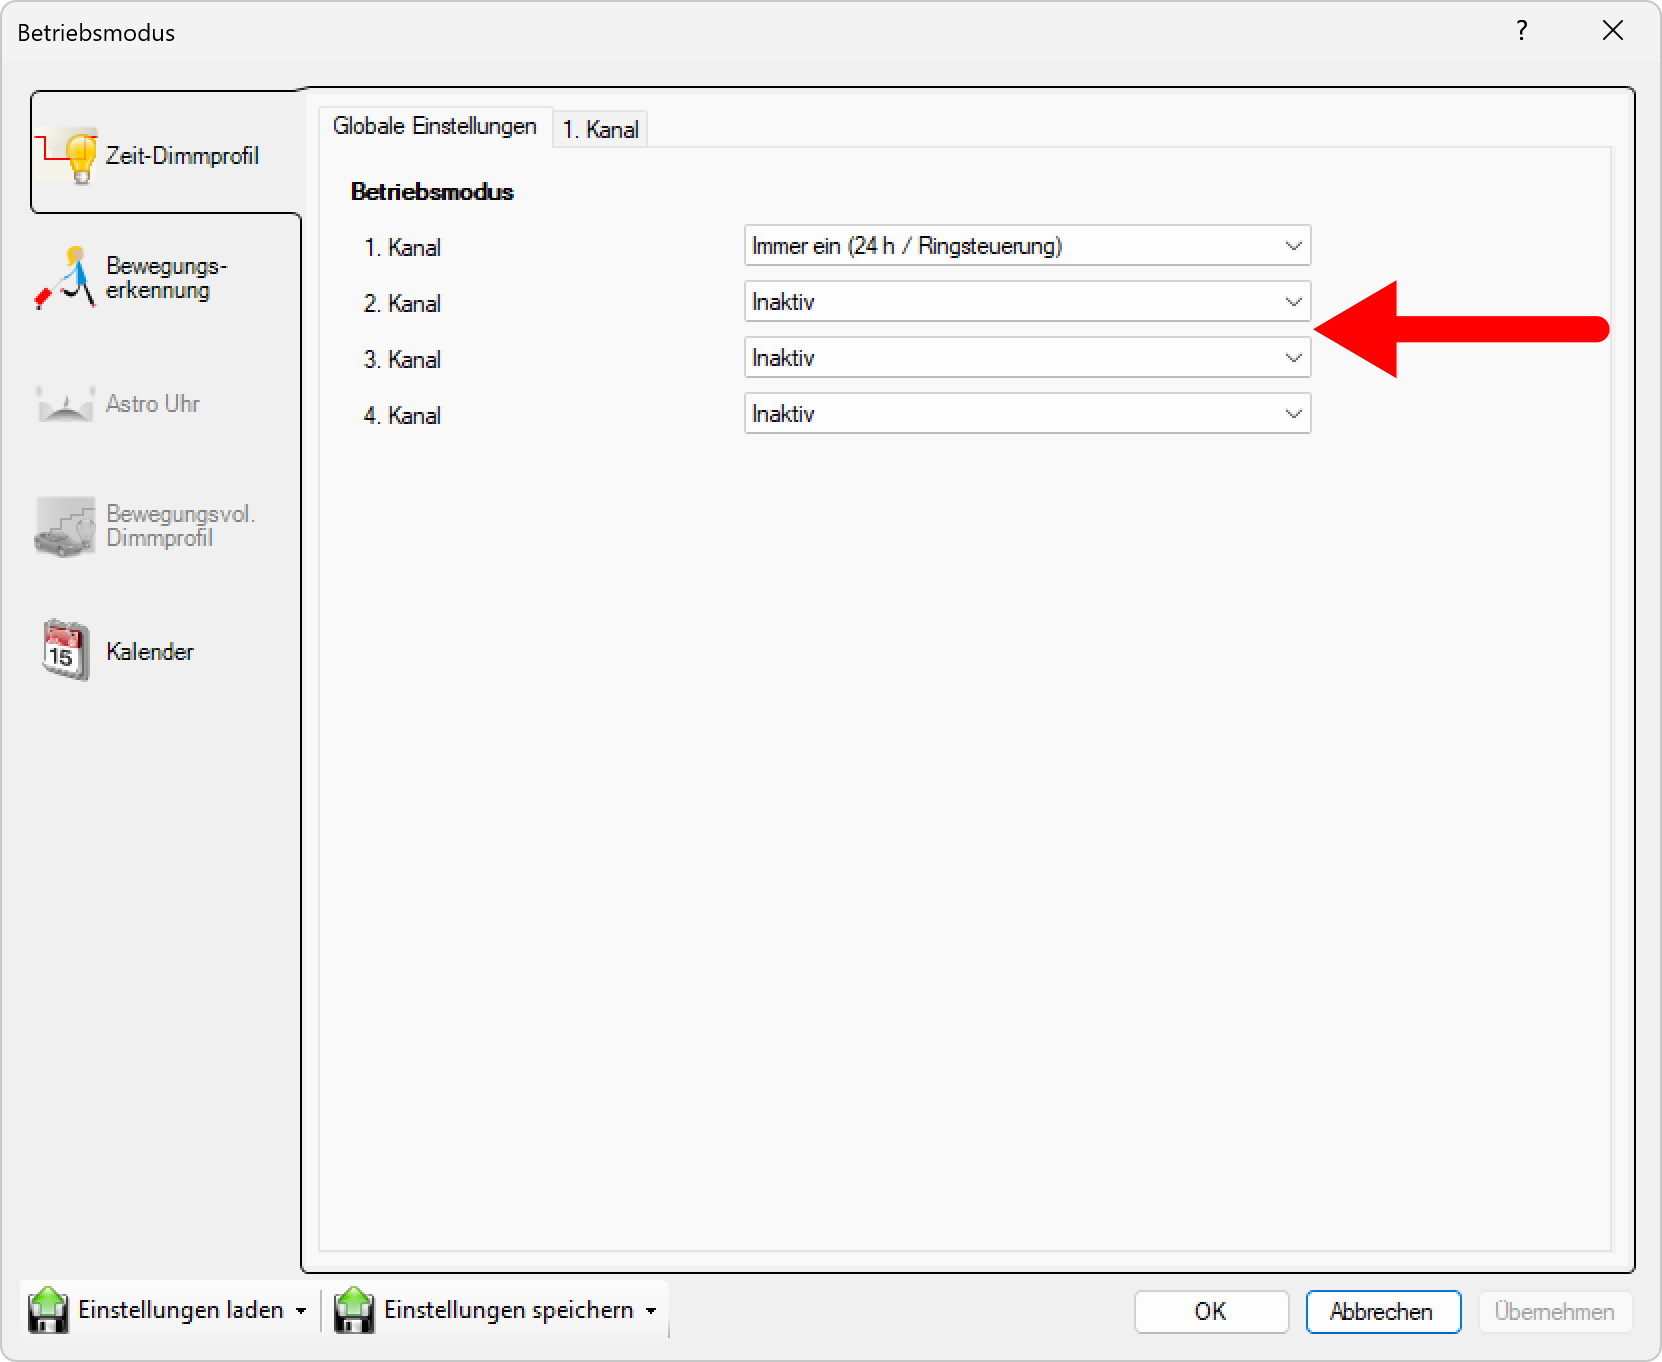 Betriebsmodus
?
Zeit-Dimmprofil
Bewegungs-
erkennung
Astro Uhr
Bewegungsvol.
Dimmprofil
15
Kalender
Globale Einstellungen
1. Kanal
Betriebsmodus
1. Kanal Immer ein (24 h / Ringsteuerung)
2. Kanal Inaktiv
3. Kanal Inaktiv
4. Kanal Inaktiv
Einstellungen laden
Einstellungen speichern
OK
Abbrechen
Übernehmen